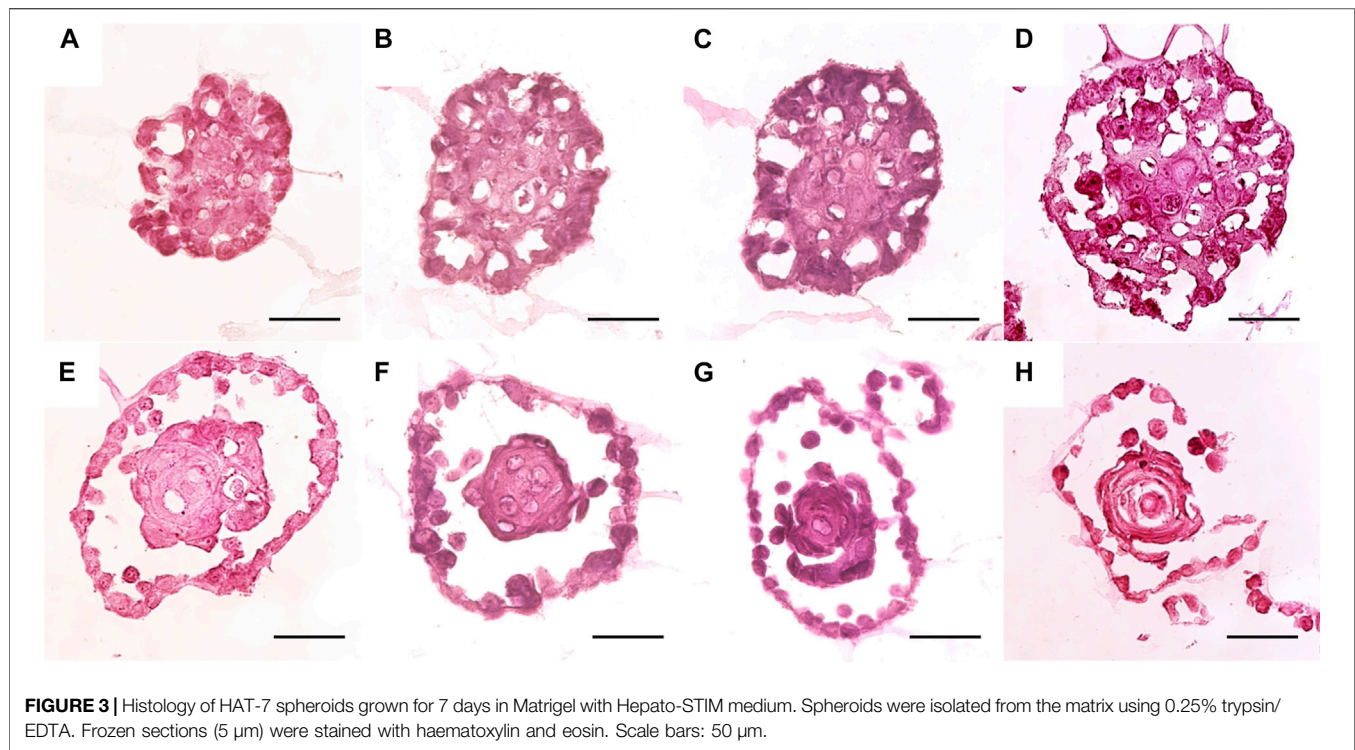 A
B
C
D
E
F
G
H
FIGURE 3 | Histology of HAT-7 spheroids grown for 7 days in Matrigel with Hepato-STIM medium. Spheroids were isolated from the matrix using 0.25% trypsin/
EDTA. Frozen sections (5 µm) were stained with haematoxylin and eosin. Scale bars: 50 µm.